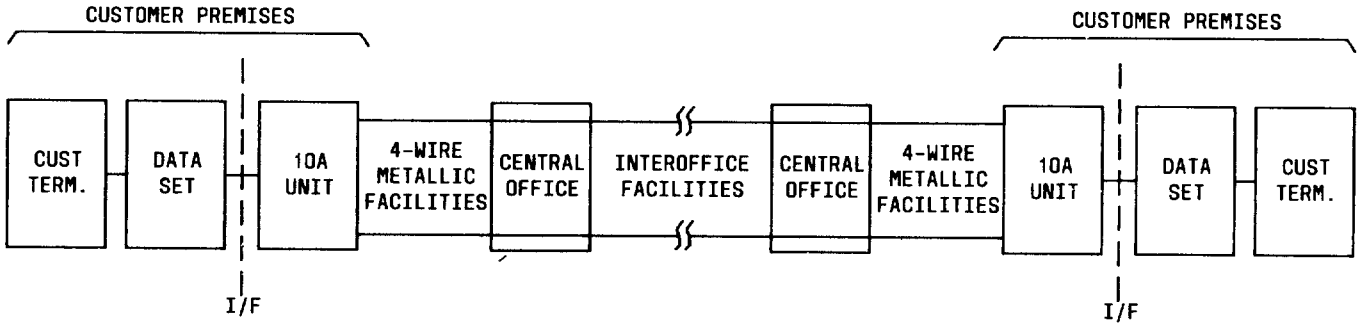 CUSTOMER PREMISES
CUSTOMER PREMISES
CUST
TERM.
DATA
SET
10A
UNIT
4-WIRE
METALLIC
FACILITIES
CENTRAL
OFFICE
INTEROFFICE
FACILITIES
CENTRAL
OFFICE
4-WIRE
METALLIC
FACILITIES
10A
UNIT
DATA
SET
CUST
TERM.
I/F
I/F